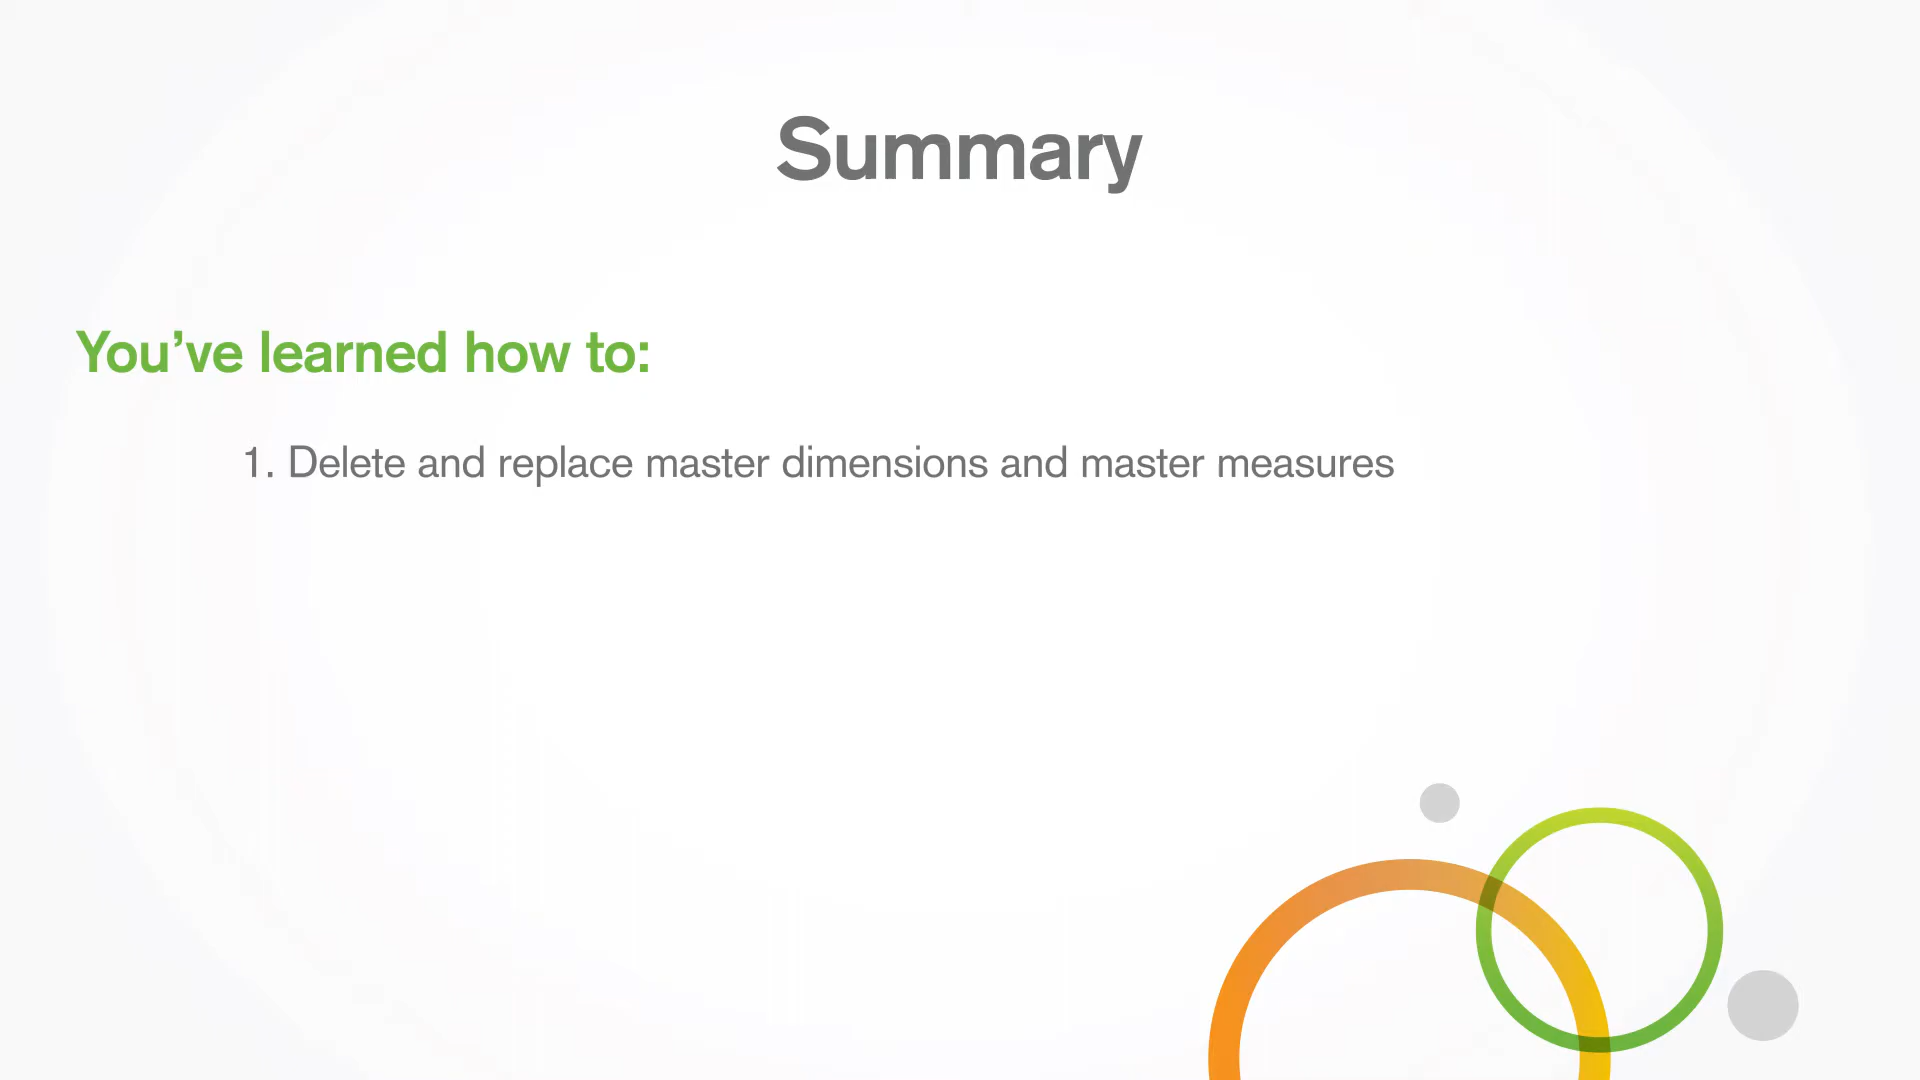 Summary
You’ve learned how to:
1. Delete and replace master dimensions and master measures